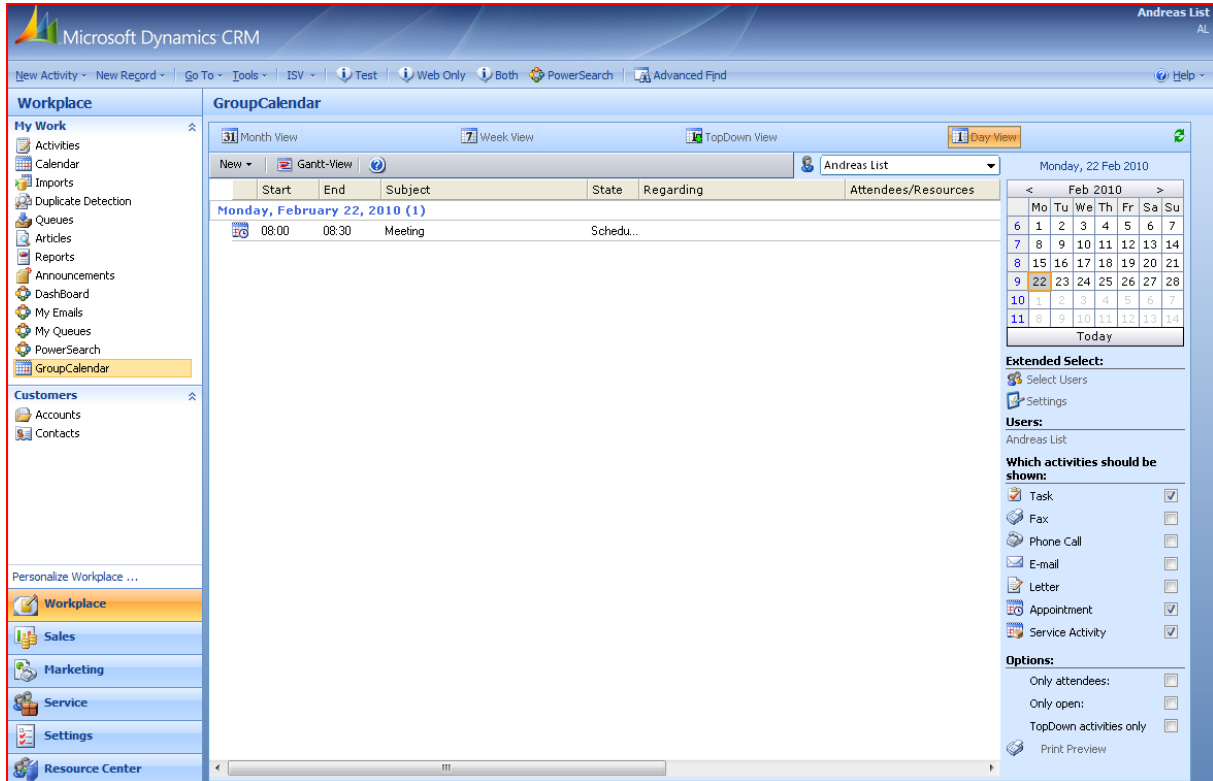 Andreas List
AL
Microsoft Dynamics CRM
New Activity New Record Go To Tools ISV Test Web Only Both PowerSearch Advanced Find Help
Workplace
My Work
Activities
Calendar
Imports
Duplicate Detection
Queues
Articles
Reports
Announcements
DashBoard
My Emails
My Queues
PowerSearch
GroupCalendar
Customers
Accounts
Contacts
Personalize Workplace ...
Workplace
Sales
Marketing
Service
Settings
Resource Center
GroupCalendar
31 Month View 7 Week View TopDown View 1 Day View
New Gantt-View Andreas List
Start End Subject State Regarding Attendees/Resources
Monday, February 22, 2010 (1)
08:00 08:30 Meeting Schedu...
Monday, 22 Feb 2010
< Feb 2010 >
Mo Tu We Th Fr Sa Su
6 1 2 3 4 5 6 7
7 8 9 10 11 12 13 14
8 15 16 17 18 19 20 21
9 22 23 24 25 26 27 28
10 1 2 3 4 5 6 7
11 8 9 10 11 12 13 14
Today
Extended Select:
Select Users
Settings
Users:
Andreas List
Which activities should be
shown:
Task
Fax
Phone Call
E-mail
Letter
Appointment
Service Activity
Options:
Only attendees:
Only open:
TopDown activities only
Print Preview